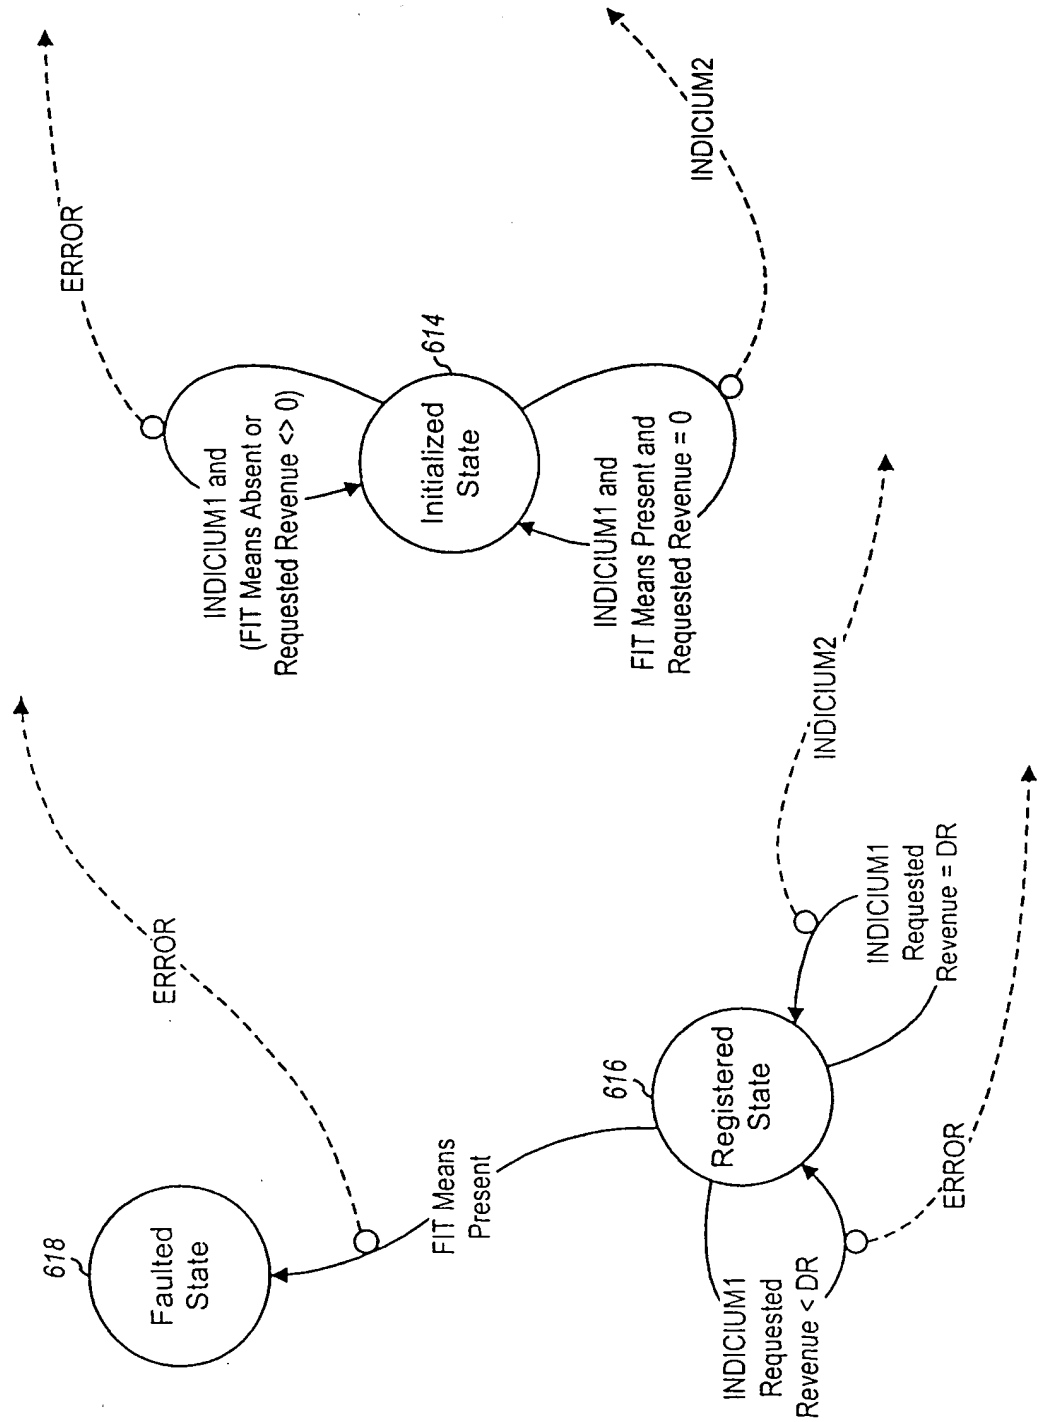 618
Faulted
State
ERROR
FIT Means
Present
616
Registered
State
INDICIUM1
Requested
Revenue < DR
ERROR
INDICIUM1
Requested
Revenue = DR
INDICIUM2
ERROR
INDICIUM1 and
(FIT Means Absent or
Requested Revenue <> 0)
614
Initialized
State
INDICIUM1 and
FIT Means Present and
Requested Revenue = 0
INDICIUM2